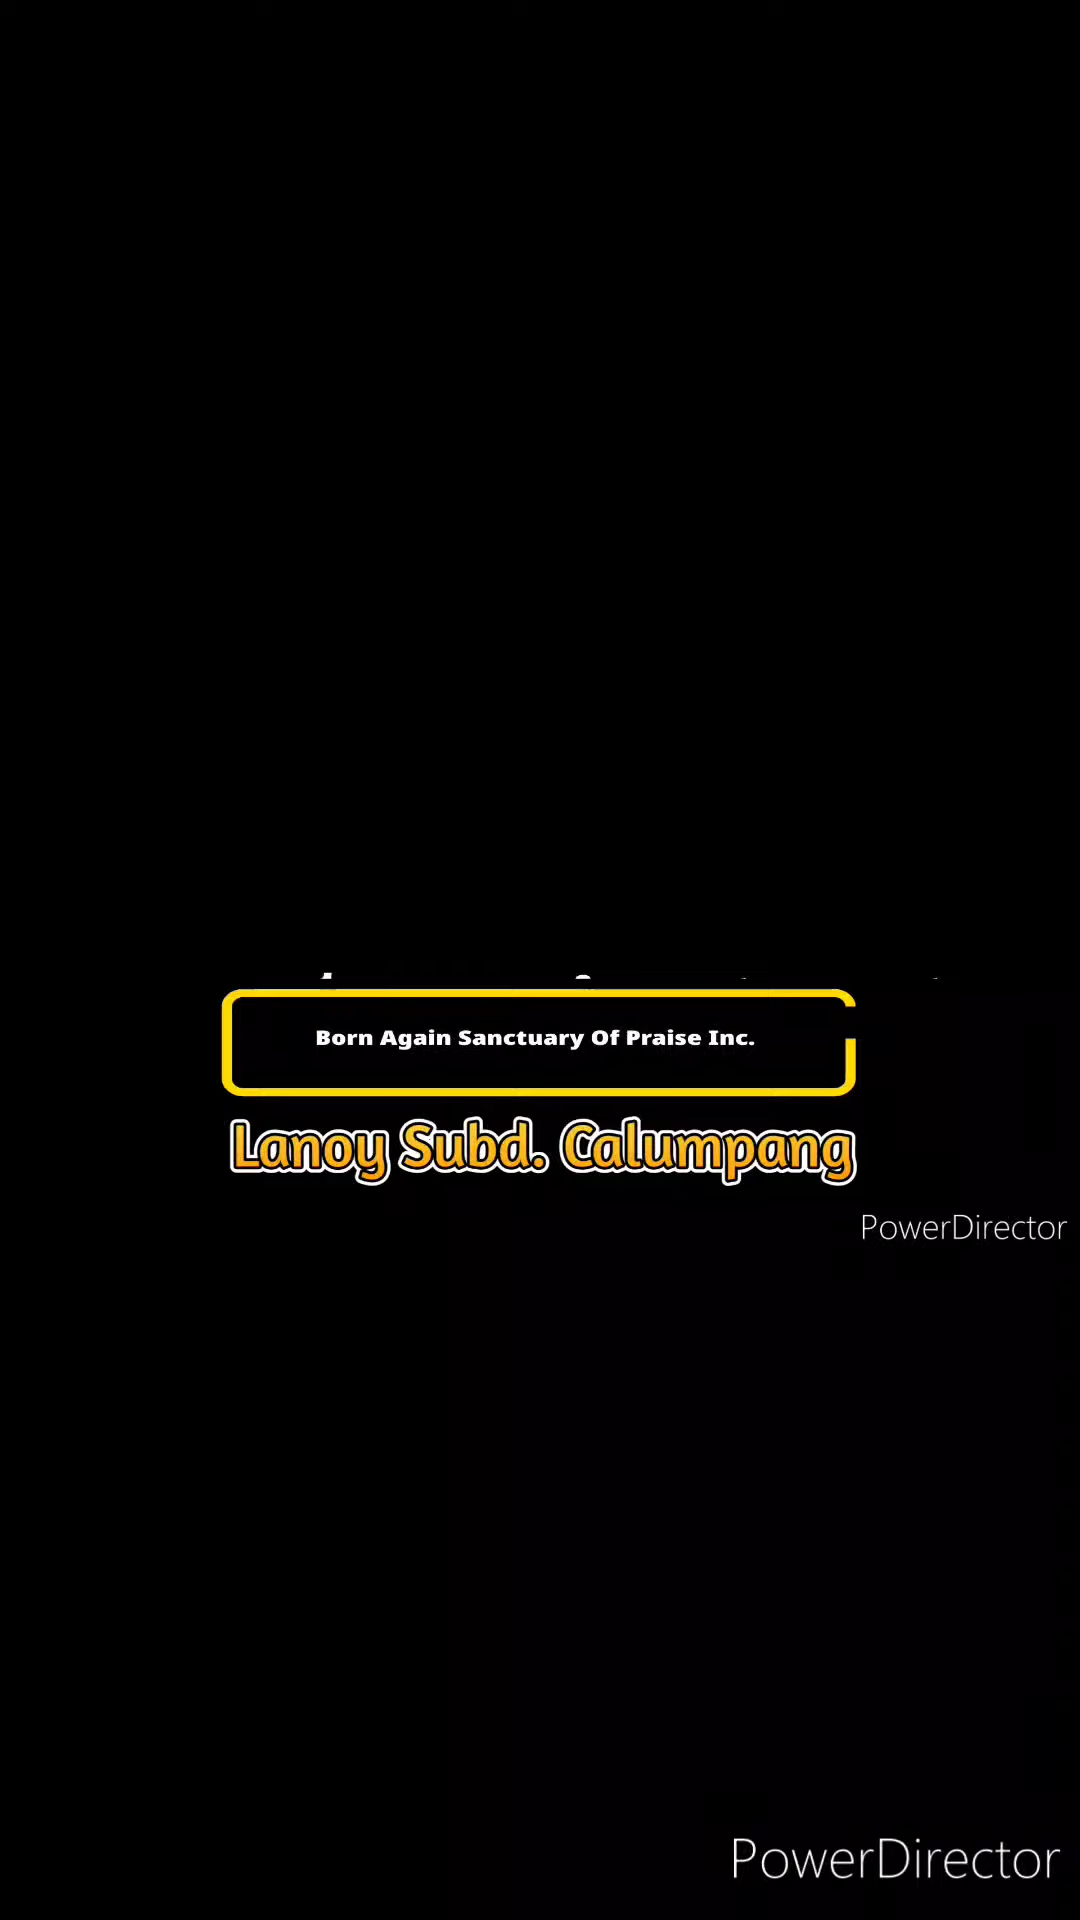 Born Again Sanctuary Of Praise Inc.
Lanoy Subd. Calumpang
PowerDirector
PowerDirector